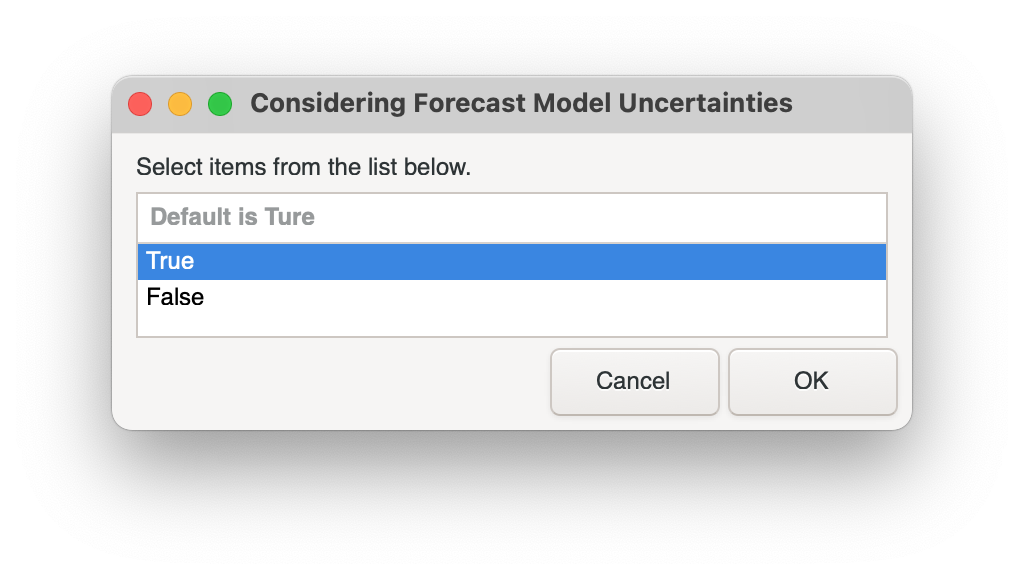 Considering Forecast Model Uncertainties
Select items from the list below.
Default is Ture
True
False
Cancel OK